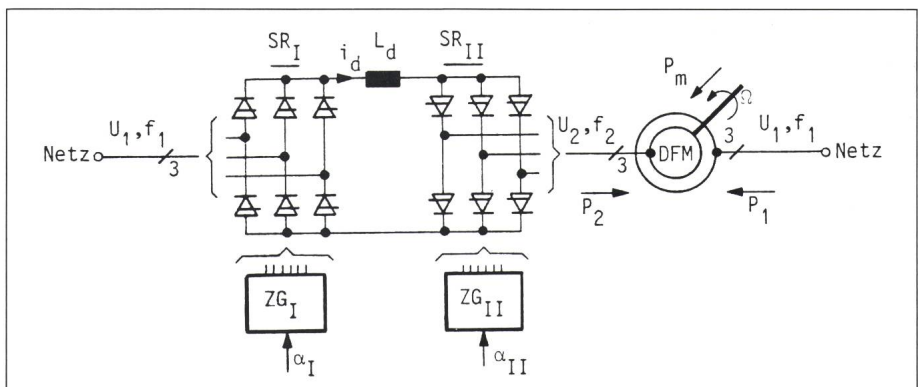 SR_I
i_d
L_d
SR_II
P_m
Ω
U_1,f_1
3
Netz
U_2,f_2
3
DFM
3
U_1,f_1
Netz
P_2
P_1
ZG_I
ZG_II
α_I
α_II